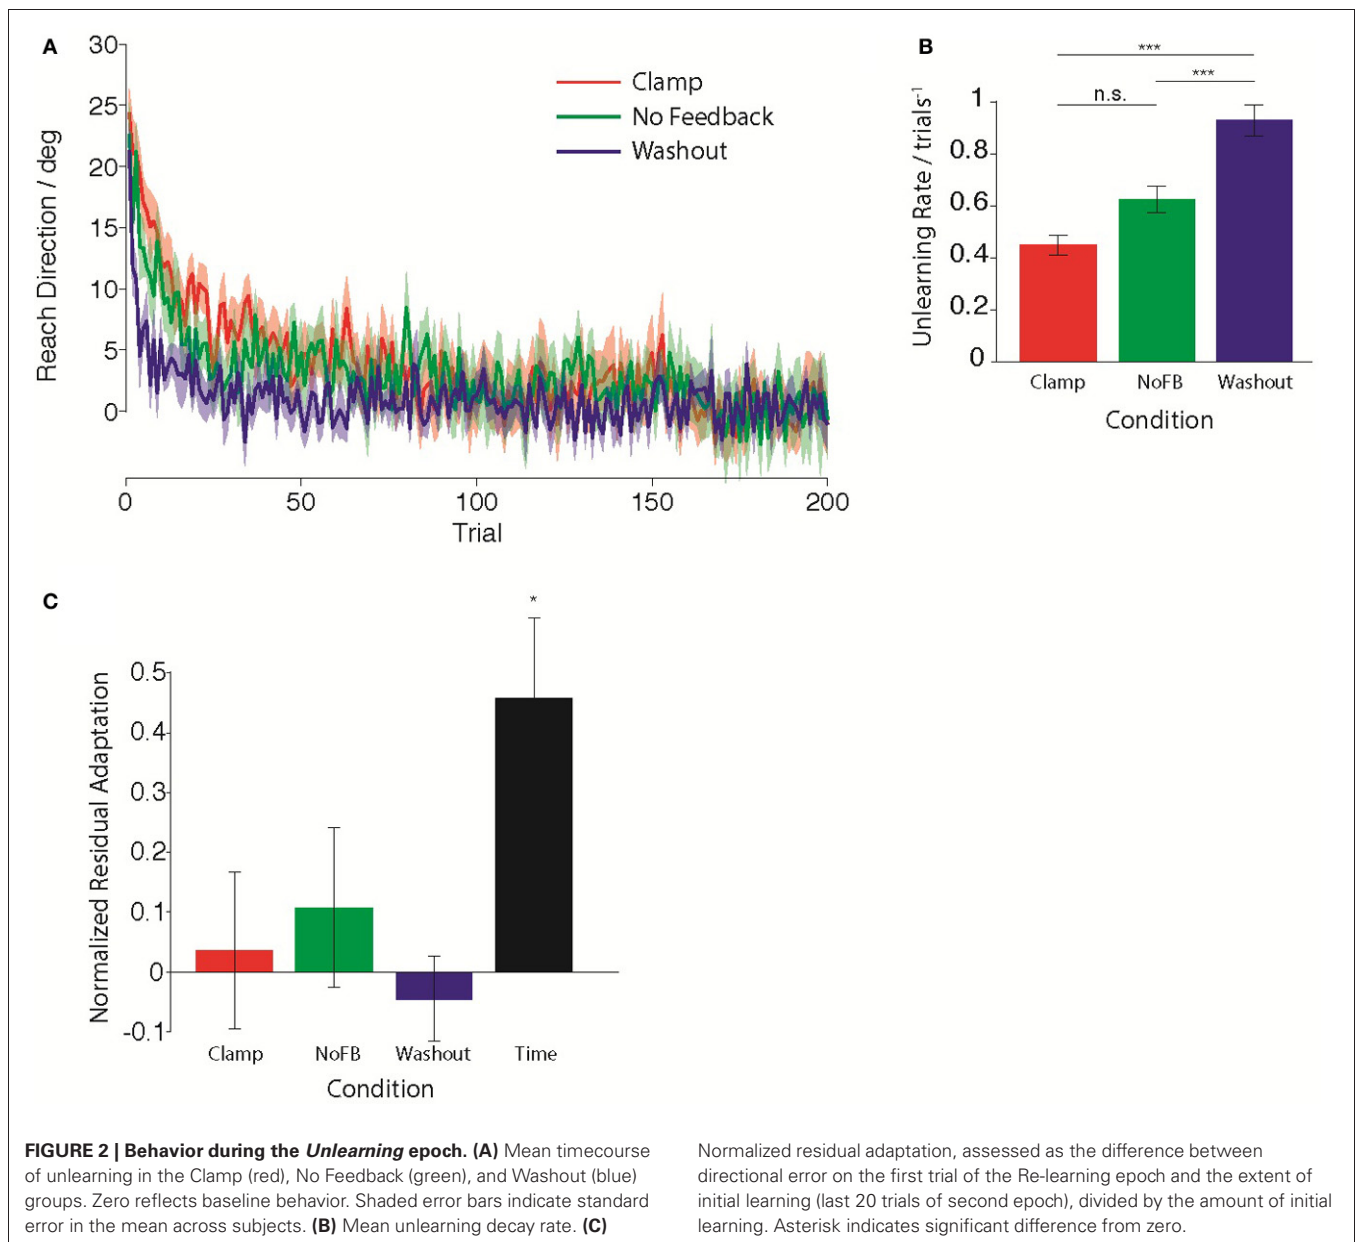 A
30
25
20
15
10
5
0
Reach Direction / deg
Clamp
No Feedback
Washout
0
50
100
150
200
Trial
B
***
***
n.s.
1
0.8
0.6
0.4
0.2
0
Unlearning Rate / trials-1
Clamp NoFB Washout
Condition
C
*
0.5
0.4
0.3
0.2
0.1
0
-0.1
Normalized Residual Adaptation
Clamp NoFB Washout Time
Condition
FIGURE 2 | Behavior during the Unlearning epoch. (A) Mean timecourse
of unlearning in the Clamp (red), No Feedback (green), and Washout (blue)
groups. Zero reflects baseline behavior. Shaded error bars indicate standard
error in the mean across subjects. (B) Mean unlearning decay rate. (C)
Normalized residual adaptation, assessed as the difference between
directional error on the first trial of the Re-learning epoch and the extent of
initial learning (last 20 trials of second epoch), divided by the amount of initial
learning. Asterisk indicates significant difference from zero.